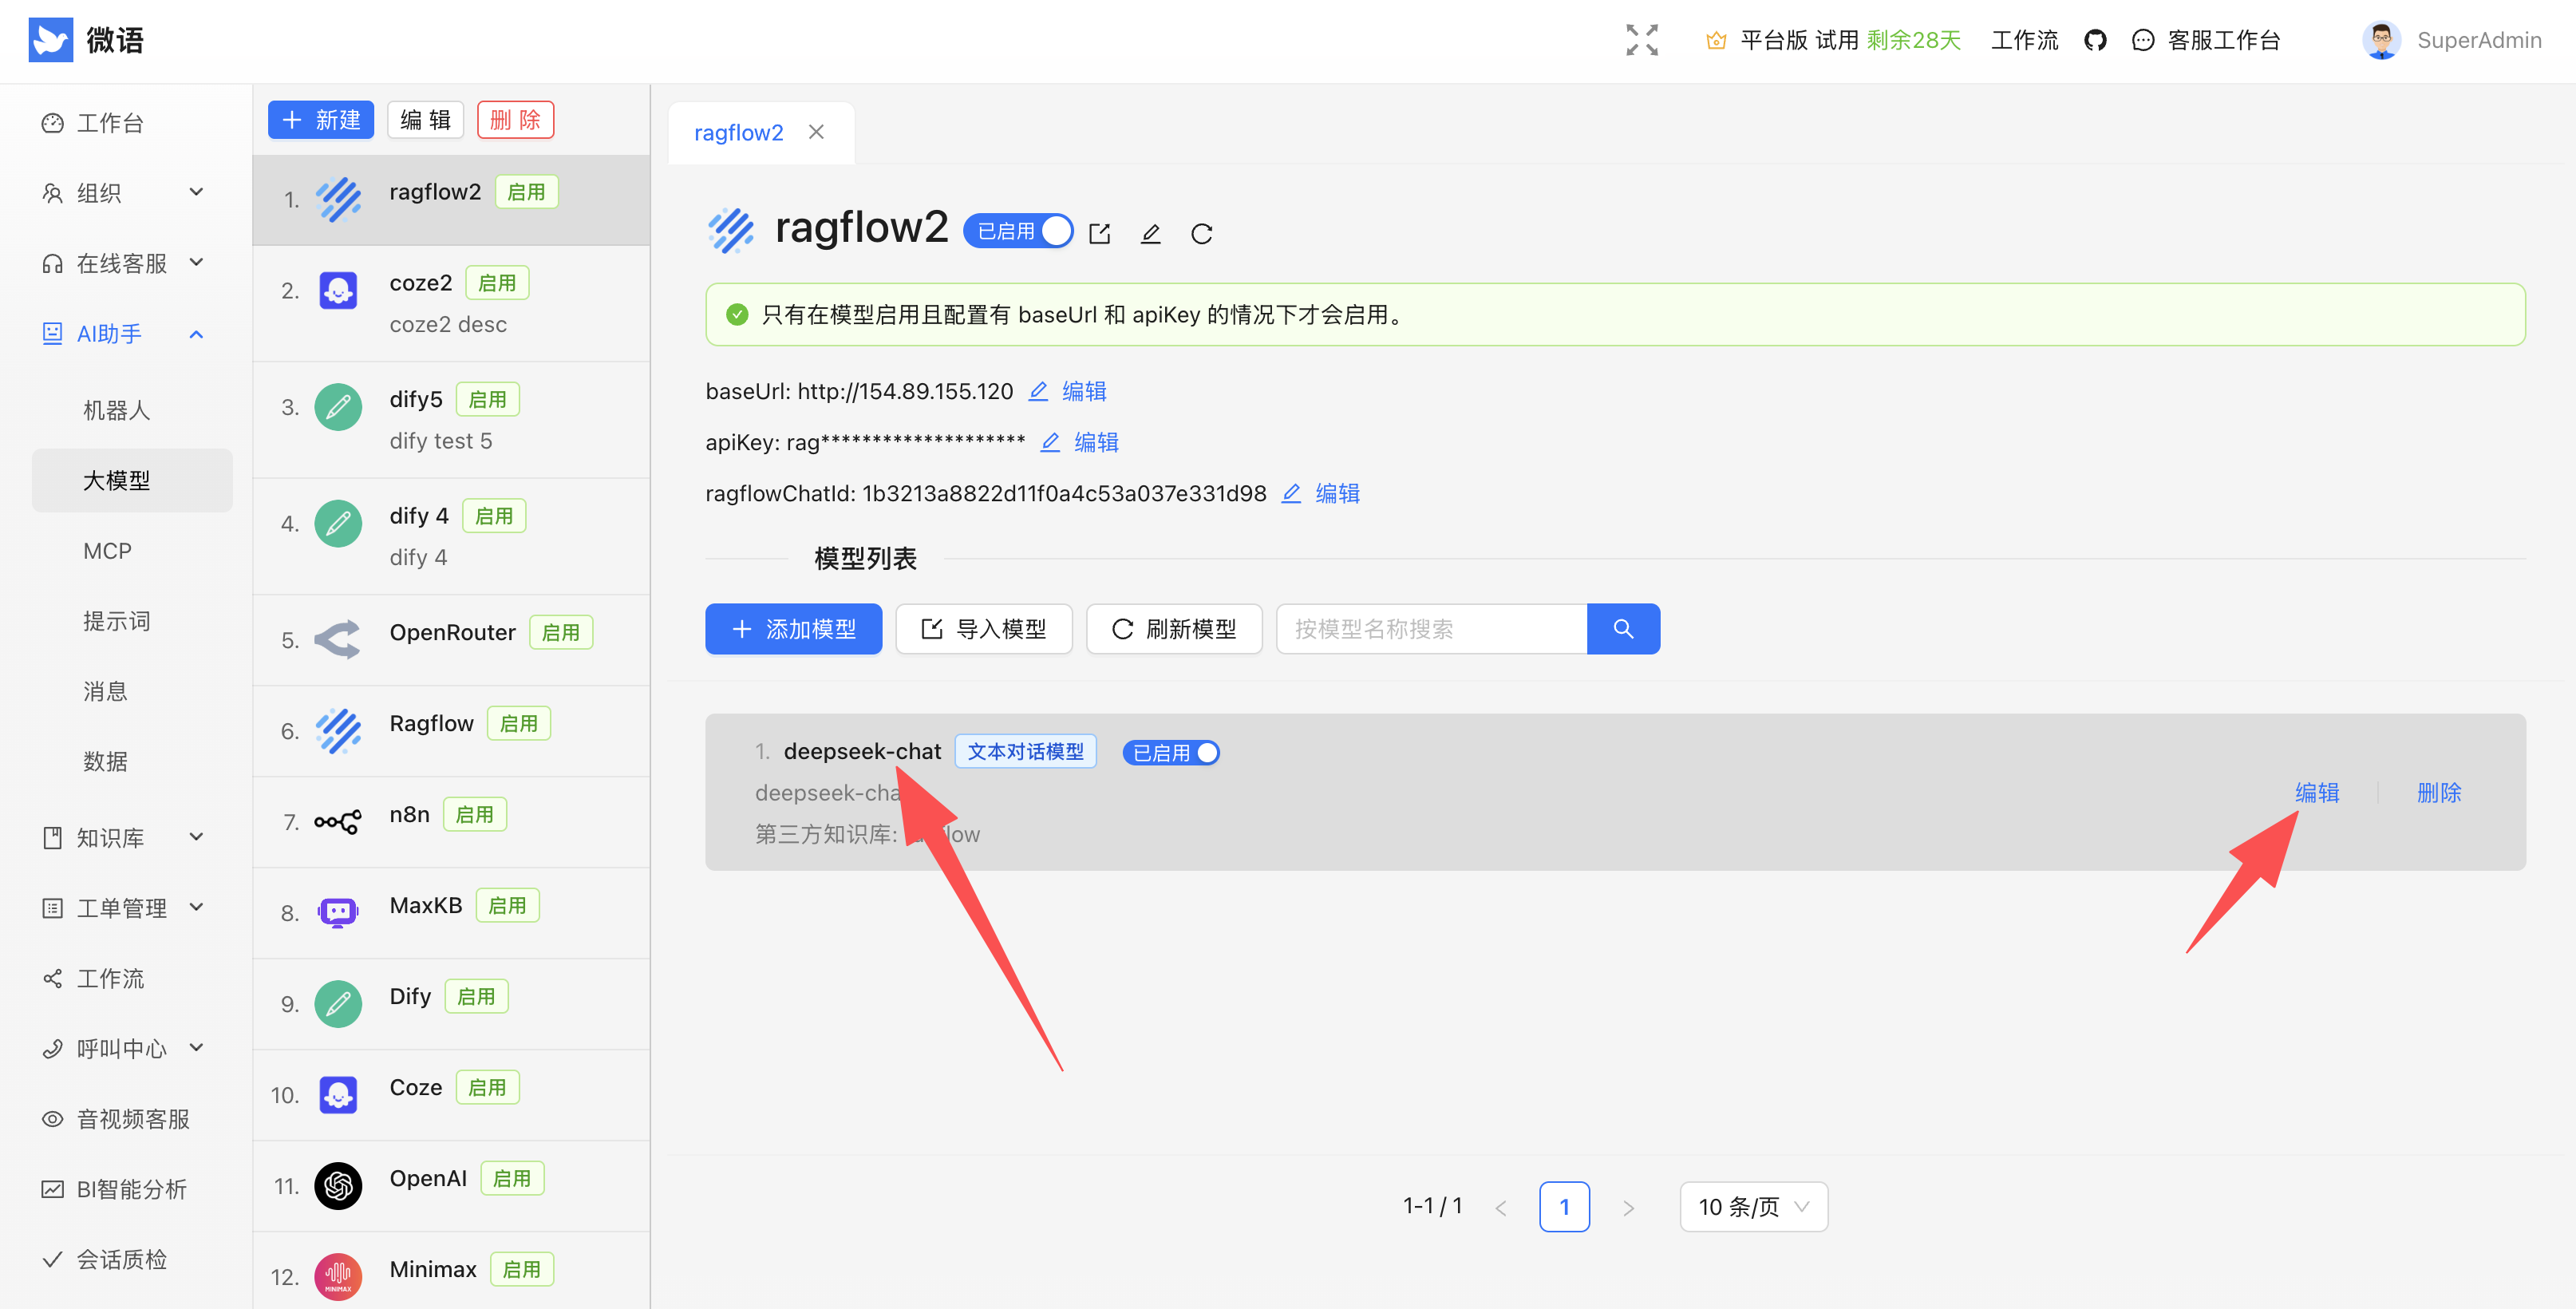 微语
平台版 试用 剩余28天
工作流
客服工作台
SuperAdmin
工作台
组织
在线客服
AI助手
机器人
大模型
MCP
提示词
消息
数据
知识库
工单管理
工作流
呼叫中心
音视频客服
BI智能分析
会话质检
新建 编辑 删除
1. ragflow2 启用
2. coze2 启用
coze2 desc
3. dify5 启用
dify test 5
4. dify 4 启用
dify 4
5. OpenRouter 启用
6. Ragflow 启用
7. n8n 启用
8. MaxKB 启用
9. Dify 启用
10. Coze 启用
11. OpenAI 启用
12. Minimax 启用
MINIMAX
ragflow2
ragflow2 已启用
只有在模型启用且配置有 baseUrl 和 apiKey 的情况下才会启用。
baseUrl: http://154.89.155.120 编辑
apiKey: rag******************** 编辑
ragflowChatId: 1b3213a8822d11f0a4c53a037e331d98 编辑
模型列表
添加模型 导入模型 刷新模型 按模型名称搜索
1. deepseek-chat 文本对话模型 已启用
第三方知识库:
编辑 删除
1-1 / 1 1 10 条/页